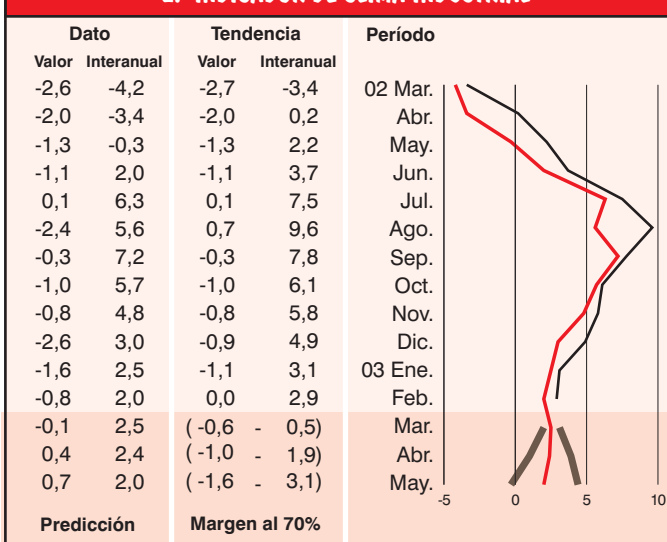 Dato Tendencia Período
Valor Interanual Valor Interanual
-2,6 -4,2 -2,7 -3,4 02 Mar.
-2,0 -3,4 -2,0 0,2 Abr.
-1,3 -0,3 -1,3 2,2 May.
-1,1 2,0 -1,1 3,7 Jun.
0,1 6,3 0,1 7,5 Jul.
-2,4 5,6 0,7 9,6 Ago.
-0,3 7,2 -0,3 7,8 Sep.
-1,0 5,7 -1,0 6,1 Oct.
-0,8 4,8 -0,8 5,8 Nov.
-2,6 3,0 -0,9 4,9 Dic.
-1,6 2,5 -1,1 3,1 03 Ene.
-0,8 2,0 0,0 2,9 Feb.
-0,1 2,5 ( -0,6 - 0,5) Mar.
0,4 2,4 ( -1,0 - 1,9) Abr.
0,7 2,0 ( -1,6 - 3,1) May.
-5 0 5 10
Predicción Margen al 70%